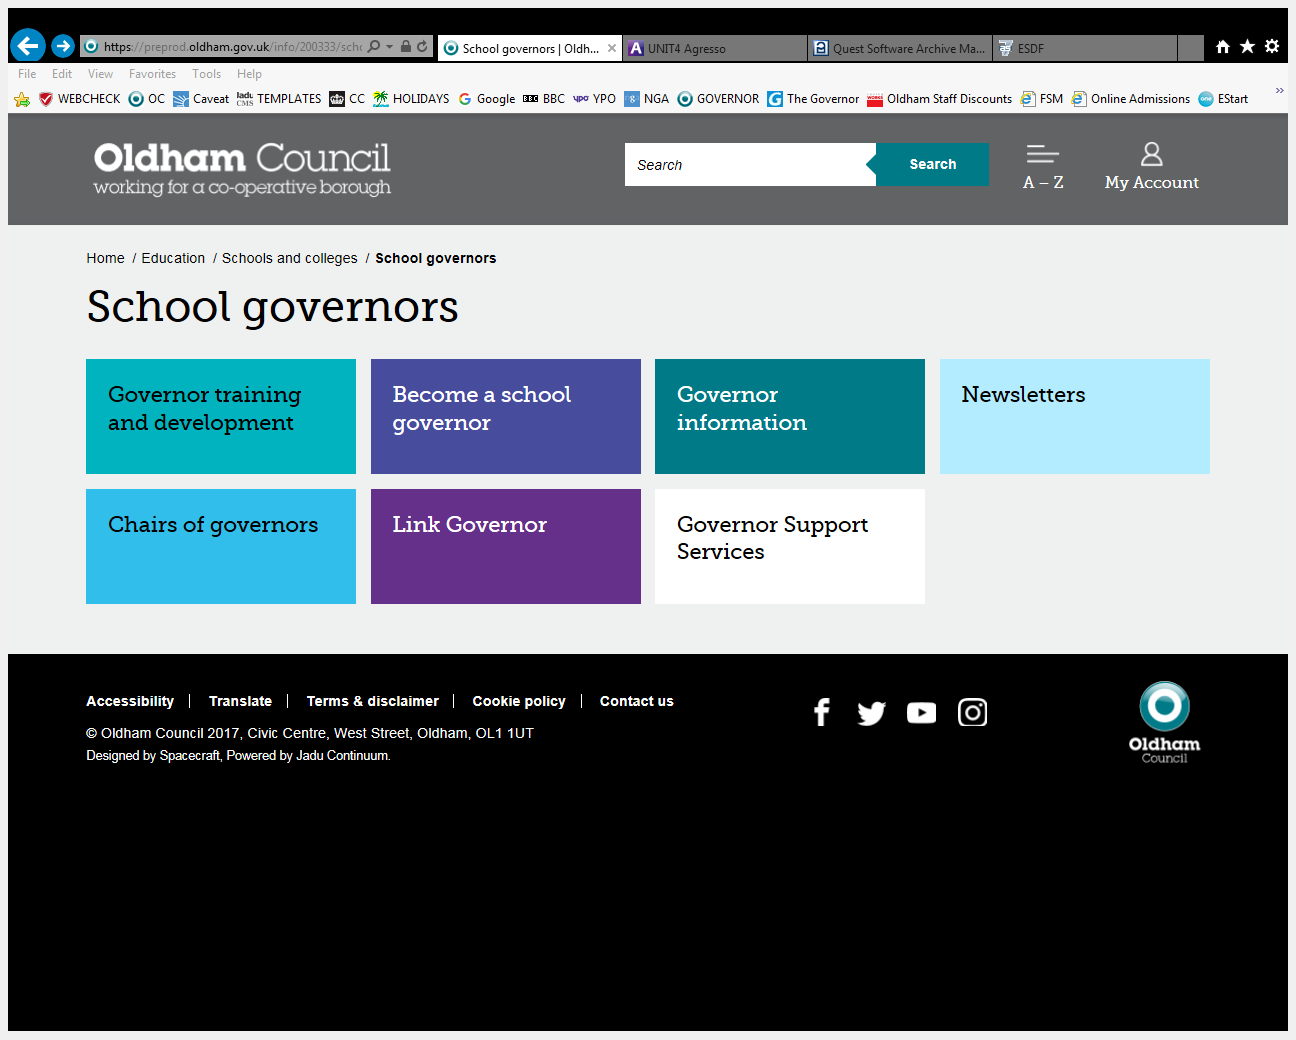 https://preprod.oldham.gov.uk/info/200333/scho
School governors | Oldh...
UNIT4 Agresso
Quest Software Archive Ma...
ESDF
File Edit View Favorites Tools Help
WEBCHECK OC Caveat TEMPLATES CC HOLIDAYS Google BBC YPO NGA GOVERNOR The Governor Oldham Staff Discounts FSM Online Admissions EStart
Oldham Council
working for a co-operative borough
Search
Search
A – Z
My Account
Home / Education / Schools and colleges / School governors
School governors
Governor training
and development
Become a school
governor
Governor
information
Newsletters
Chairs of governors
Link Governor
Governor Support
Services
Accessibility | Translate | Terms & disclaimer | Cookie policy | Contact us
© Oldham Council 2017, Civic Centre, West Street, Oldham, OL1 1UT
Designed by Spacecraft, Powered by Jadu Continuum.
Oldham
Council